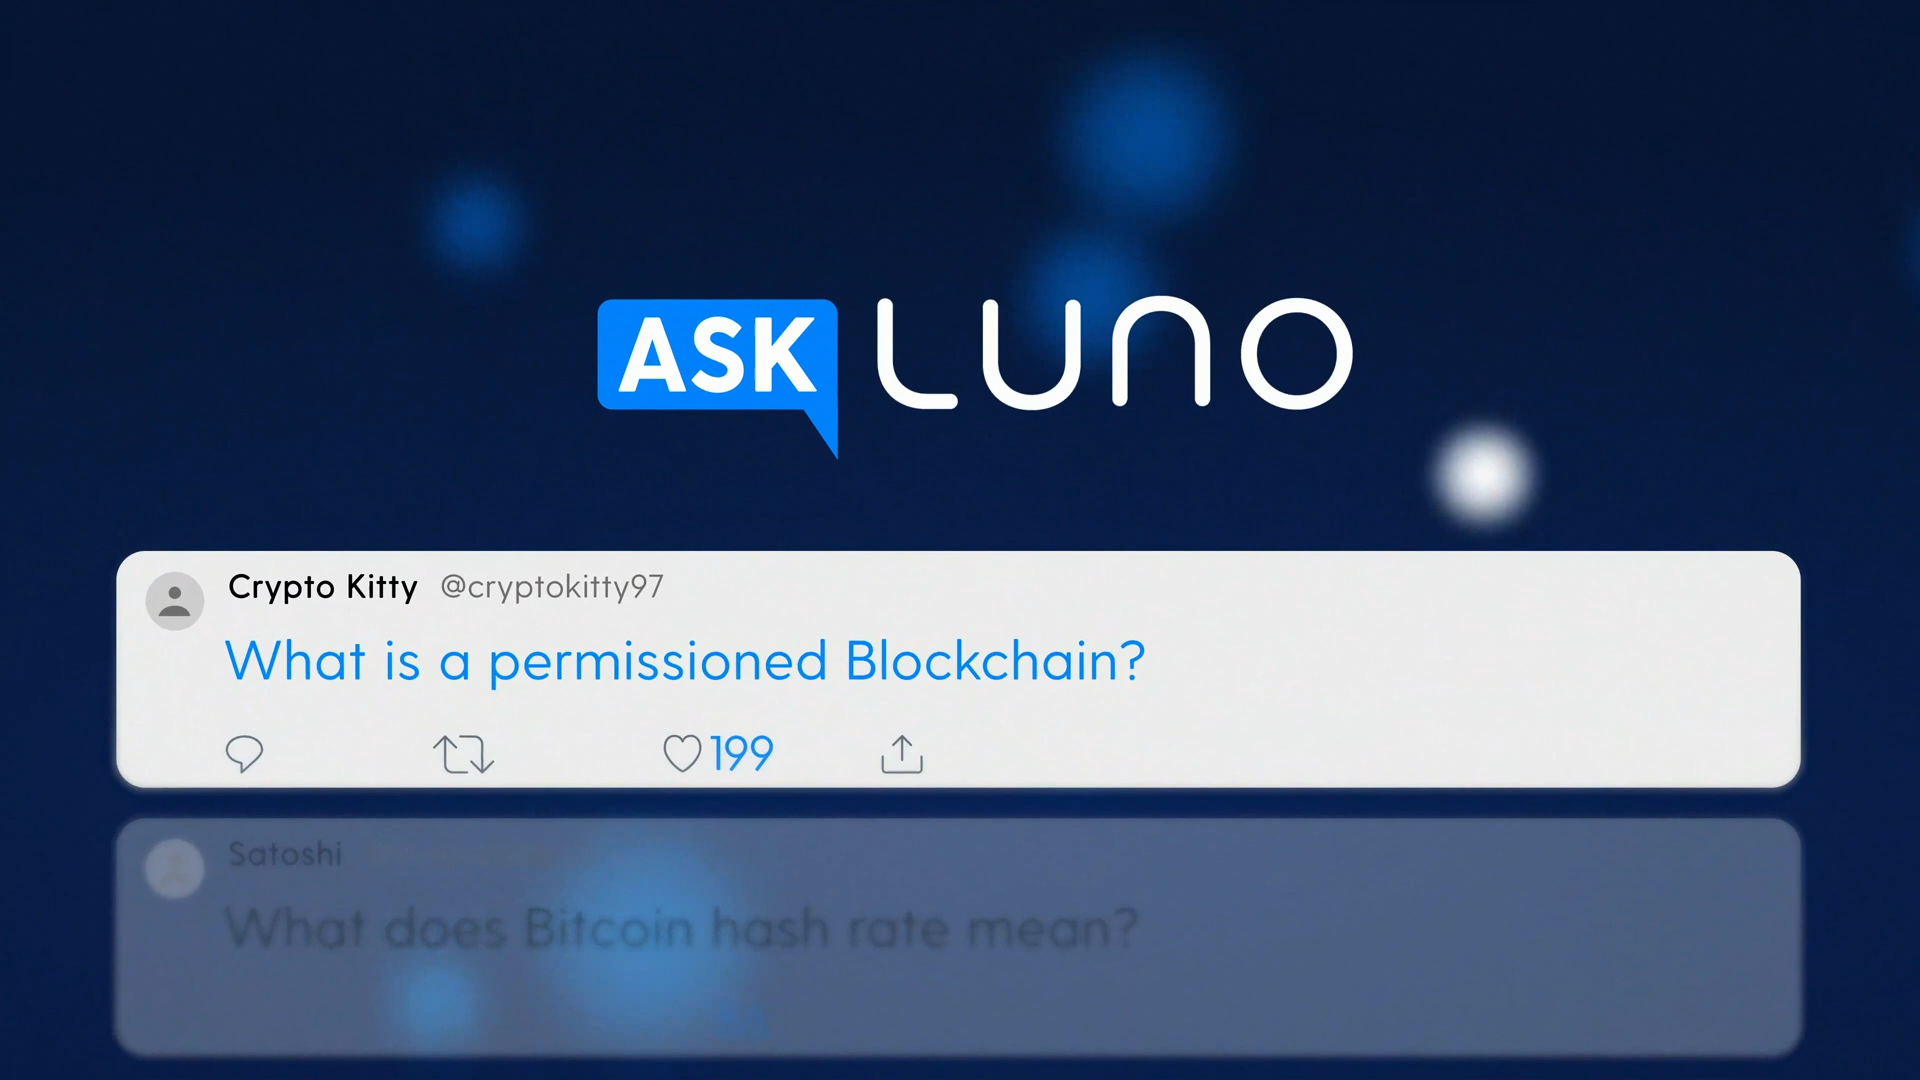 ASK LUNO
Crypto Kitty @cryptokitty97
What is a permissioned Blockchain?
199
Satoshi
What does Bitcoin hash rate mean?